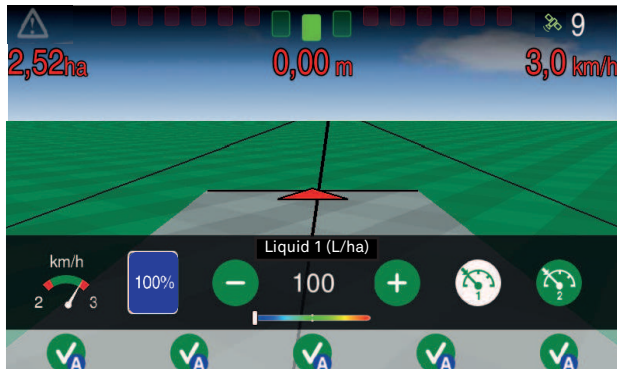 9
2,52ha
0,00 m
3,0 km/h
Liquid 1 (L/ha)
km/h
2
3
100%
−
100
+
1
2
A
A
A
A
A